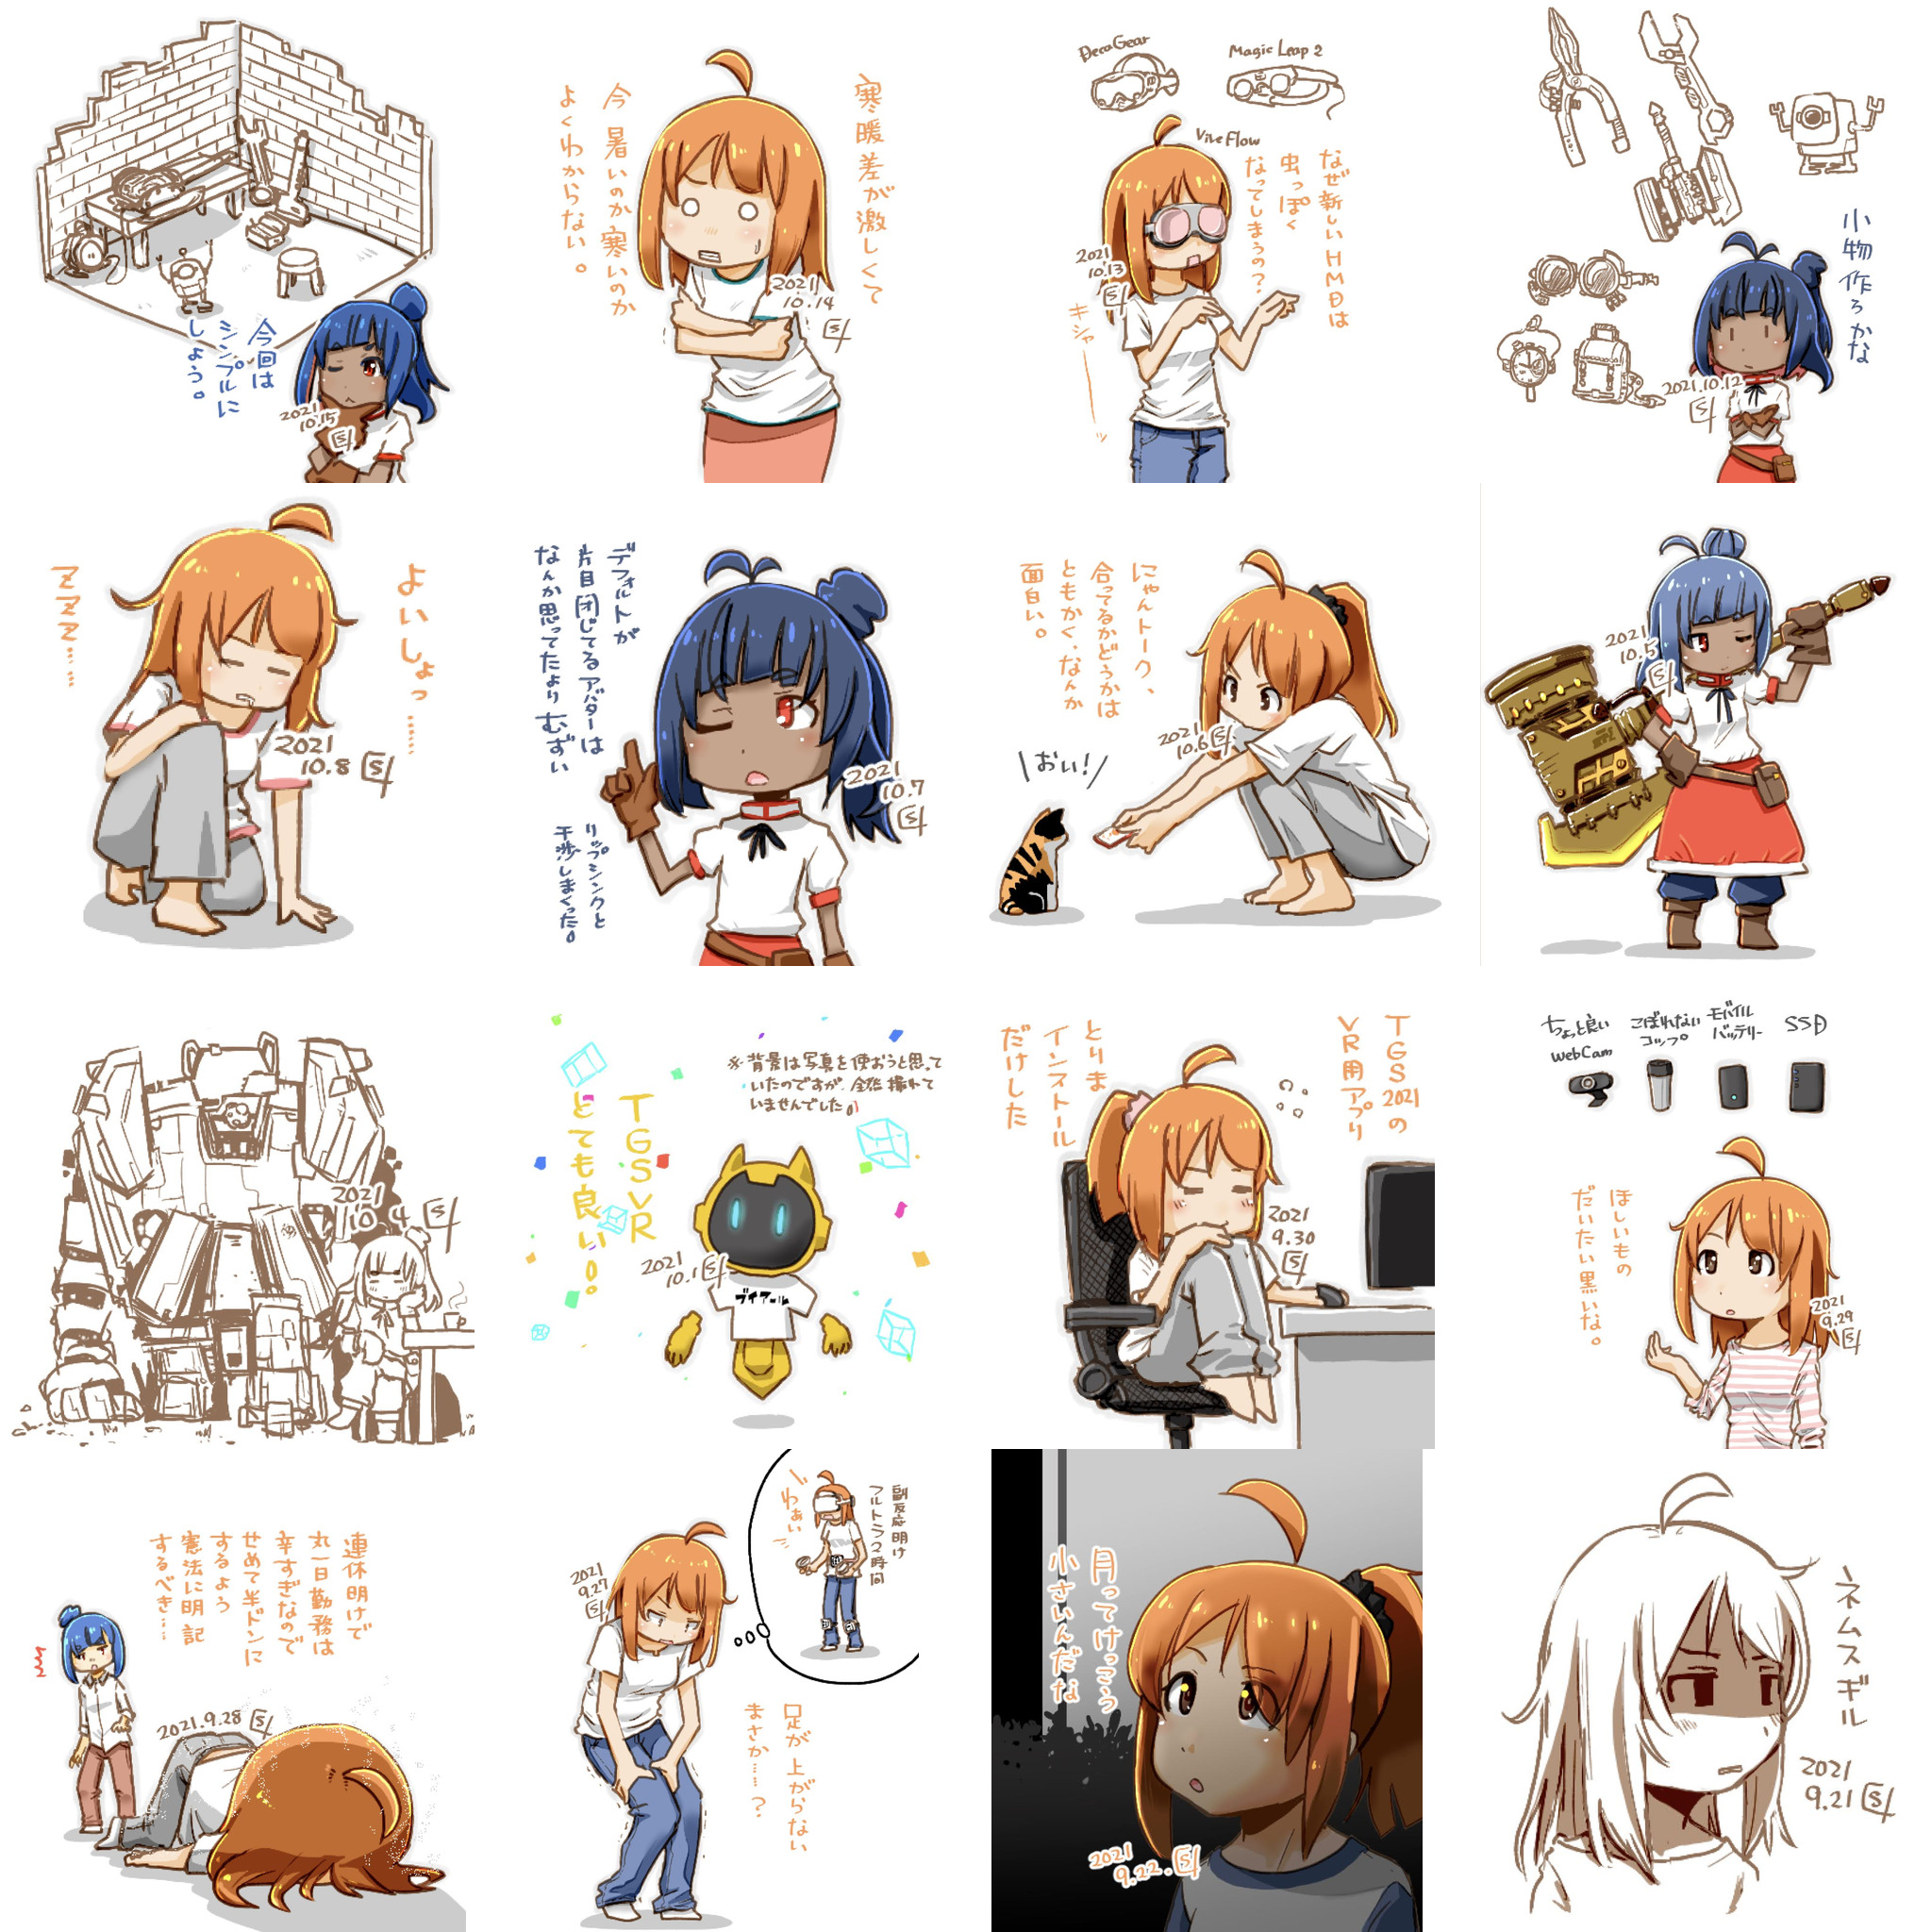 今回は
シンプルに
しよう。
2021
10.15
寒暖差が激しくて
今暑いのか寒いのか
よくわからない。
2021
10.14
DecaGear
Magic Leap 2
Vive Flow
なぜ新しいHMDは
虫っぽく
なってしまうの?
2021
10.13
キシャーーーッ
小物作ろかな
2021.10.12
よいしょっ……
ZZZZ……
2021
10.8
デフォルトが
片目閉じてるアバターは
なんか思ってたよりむずい
リップシンクと
干渉しまくった。
2021
10.7
にゃんトーク、
合ってるかどうかは
ともかく、なんか
面白い。
おい!
2021
10.6
2021
10.5
2021
10.4
※背景は写真を使おうと思って
いたのですが、全然撮れて
いませんでした。
TGSVR
とても良い。
ブイアール
2021
10.1
TGS2021の
VR用アプリ
とりま
インストール
だけした
2021
9.30
ちょっと良い
WebCam
こぼれない
コップ
モバイル
バッテリー
SSD
ほしいもの
だいたい黒いな。
2021
9.29
連休明けで
丸一日勤務は
辛すぎなので
せめて半ドンに
するよう
憲法に明記
するべき……
2021.9.28
副反応明け
フルトラ2時間
わぁい
足が上がらない
まさか……?
2021
9.27
月ってけっこう
小さいんだな
2021
9.22.
ネムスギル
2021
9.21